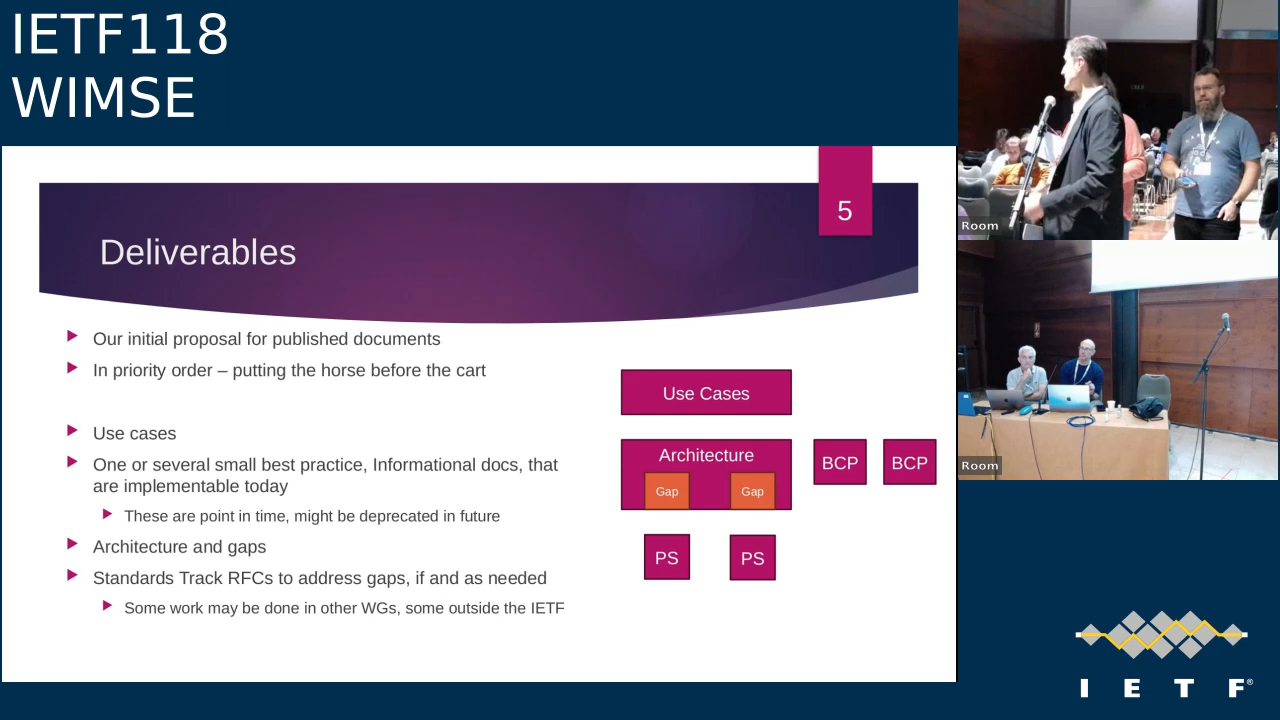 IETF118
WIMSE
5
Deliverables
Our initial proposal for published documents
In priority order – putting the horse before the cart
Use cases
One or several small best practice, Informational docs, that
are implementable today
These are point in time, might be deprecated in future
Architecture and gaps
Standards Track RFCs to address gaps, if and as needed
Some work may be done in other WGs, some outside the IETF
Use Cases
Architecture
Gap
Gap
BCP
BCP
PS
PS
Room
Room
I E T F®